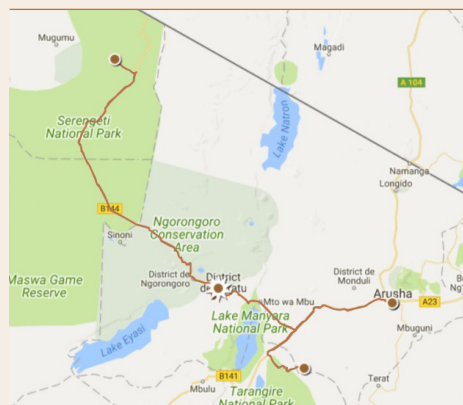 Mugumu
Magadi
A 104
Serengeti
National Park
Lake Natron
Namanga
Longido
B144
Ngorongoro
Conservation
Area
Sinoni
District de
Ngorongoro
District
Maswa Game
Reserve
District de
Monduli
Mto wa Mbu
Arusha
A23
Lake Manyara
National Park
Lake Eyasi
Mbuguni
B141
Mbulu
Terat
Tarangire
National Park